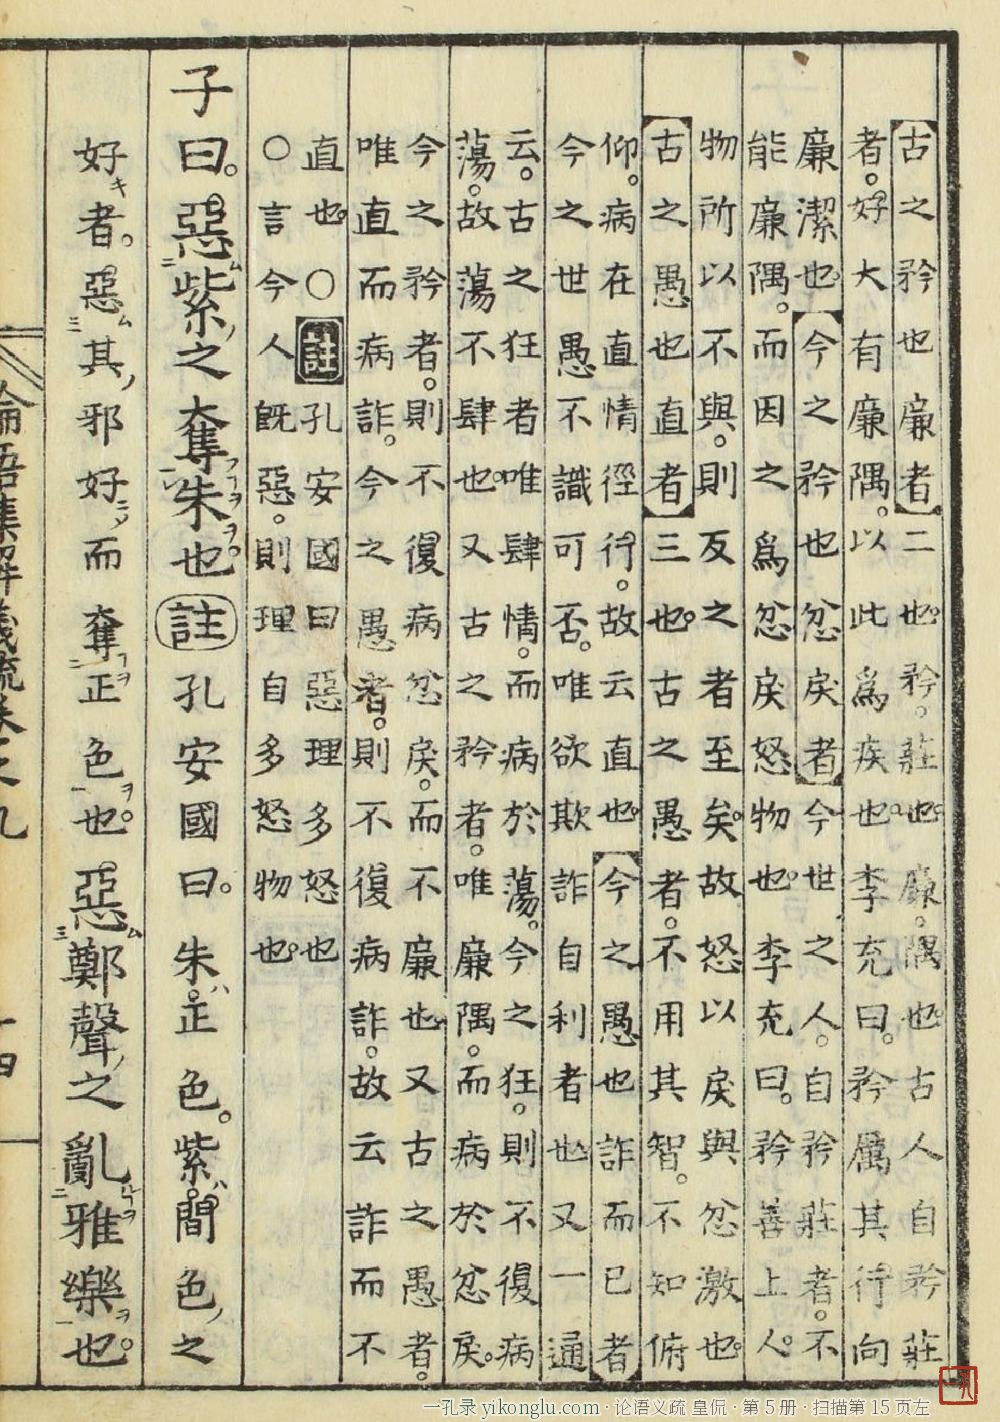 【古之矜也廉者】二也。矜。莊也。廉。隅也。古人自矜莊
者。好大有廉隅。以此爲疾也。李充曰。矜厲其行向
廉潔也。【今之矜也忿戾者】今世之人。自矜莊者。不
能廉隅。而因之爲忿戾怒物也。李充曰。矜善上人。
物所以不與。則反之者至矣。故怒以戾與忿激也。
【古之愚也直者】三也。古之愚者。不用其智。不知俯
仰。病在直情徑行。故云直也。【今之愚也詐而已者】
今之世愚不識可否。唯欲欺詐自利者也。又一通
云。古之狂者唯肆情。而病於蕩。今之狂。則不復病
蕩。故蕩不肆也。又古之矜者。唯廉隅。而病於忿戾。
今之矜者。則不復病忿戾。而不廉也。又古之愚者。
唯直而病詐。今之愚者。則不復病詐。故云詐而不
直也。○註孔安國曰惡理多怒也
○言今人既惡。則理自多怒物也。
子曰。惡紫之奪朱也。註孔安國曰。朱。正色。紫。間色之
好者。惡其邪好而奪正色也。惡鄭聲之亂雅樂也。
論語集解義疏卷之九 十四
一孔录 yikonglu.com · 论语义疏 皇侃 · 第 5 册 · 扫描第 15 页左